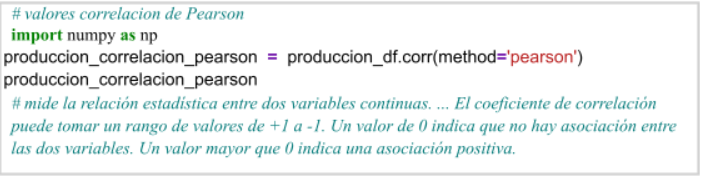 # valores correlacion de Pearson
import numpy as np
produccion_correlacion_pearson = produccion_df.corr(method='pearson')
produccion_correlacion_pearson
# mide la relación estadística entre dos variables continuas. ... El coeficiente de correlación
puede tomar un rango de valores de +1 a -1. Un valor de 0 indica que no hay asociación entre
las dos variables. Un valor mayor que 0 indica una asociación positiva.